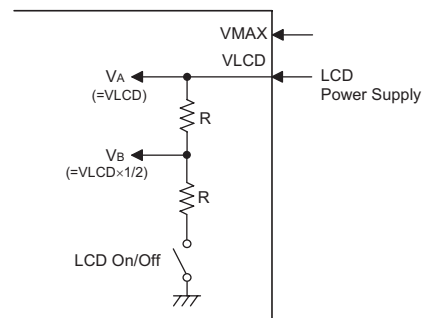 VMAX
VLCD
LCD
Power Supply
VA
(=VLCD)
R
VB
(=VLCD×1/2)
R
LCD On/Off